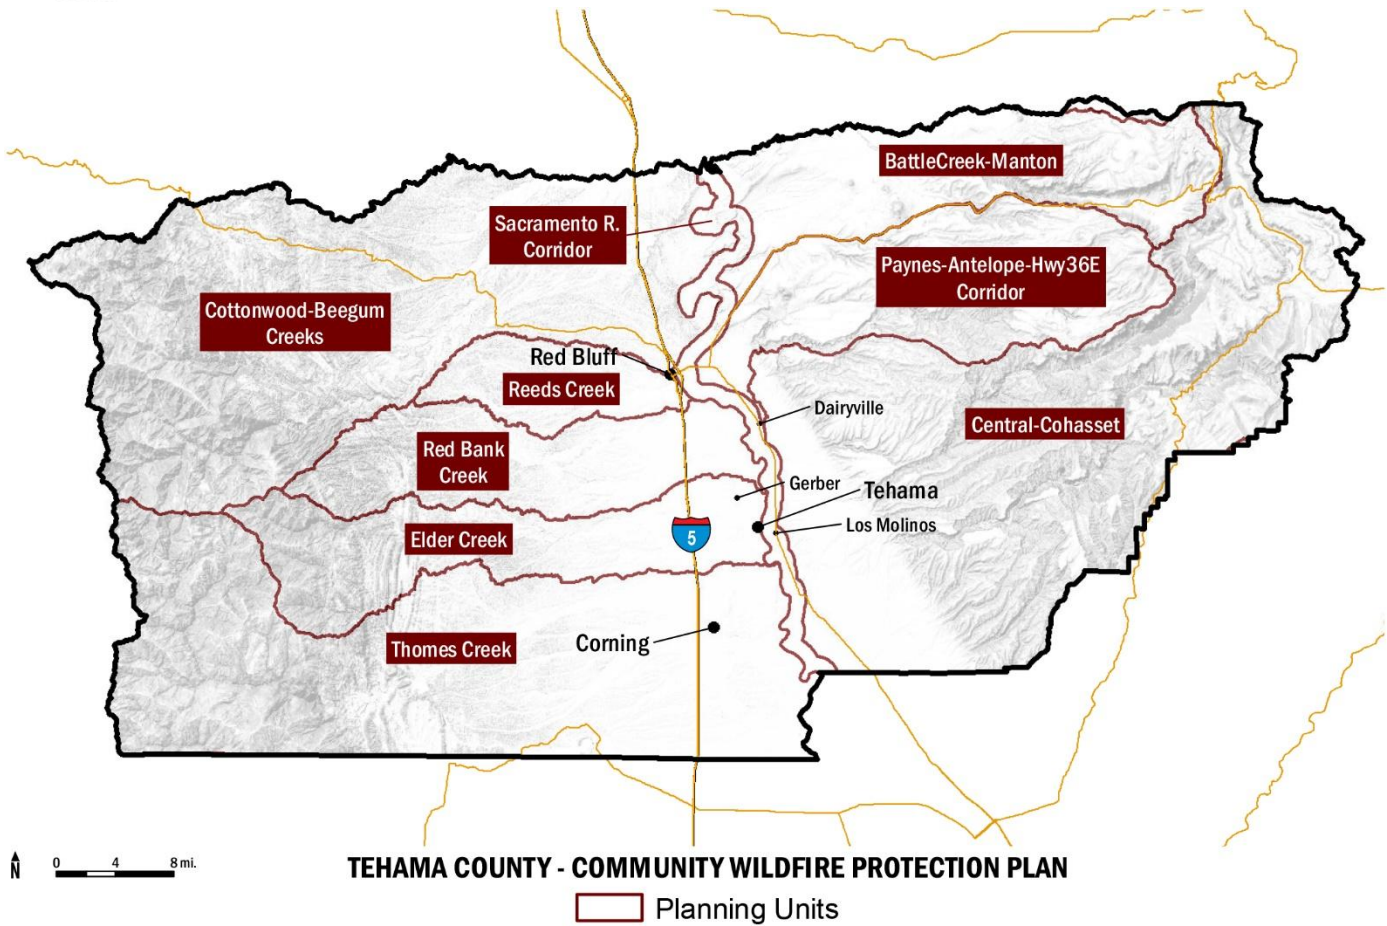 BattleCreek-Manton
Sacramento R.
Corridor
Paynes-Antelope-Hwy36E
Corridor
Cottonwood-Beegum
Creeks
Red Bluff
Reeds Creek
Dairyville
Central-Cohasset
Red Bank
Creek
Gerber
Tehama
Los Molinos
Elder Creek
5
Corning
Thomes Creek
N
0 4 8 mi.
TEHAMA COUNTY - COMMUNITY WILDFIRE PROTECTION PLAN
Planning Units